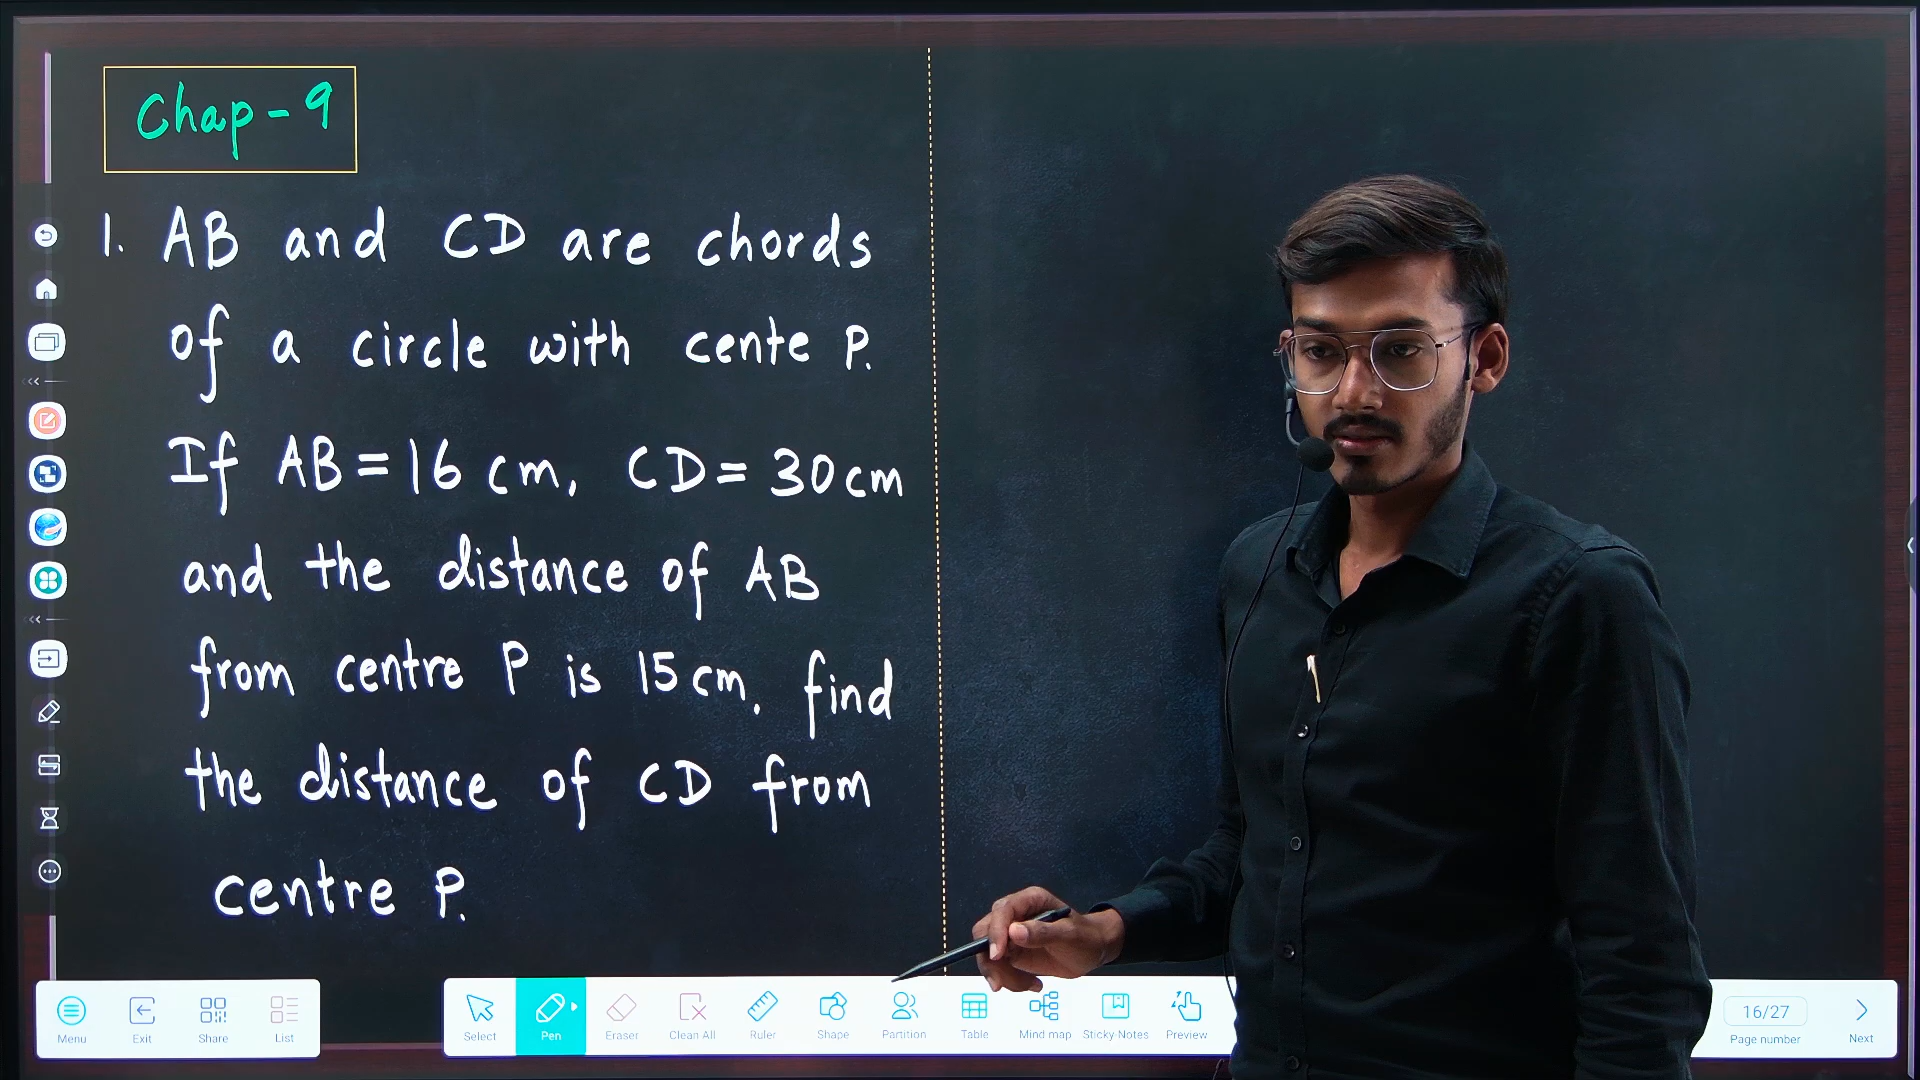 Chap-9
1. AB and CD are chords
of a circle with cente P.
If AB = 16 cm, CD = 30 cm
and the distance of AB
from centre P is 15 cm. find
the distance of CD from
centre P.
Menu Exit Share List
Select Pen Eraser Clean All Ruler Shape Partition Table Mind map Sticky Notes Preview
16/27
Page number Next